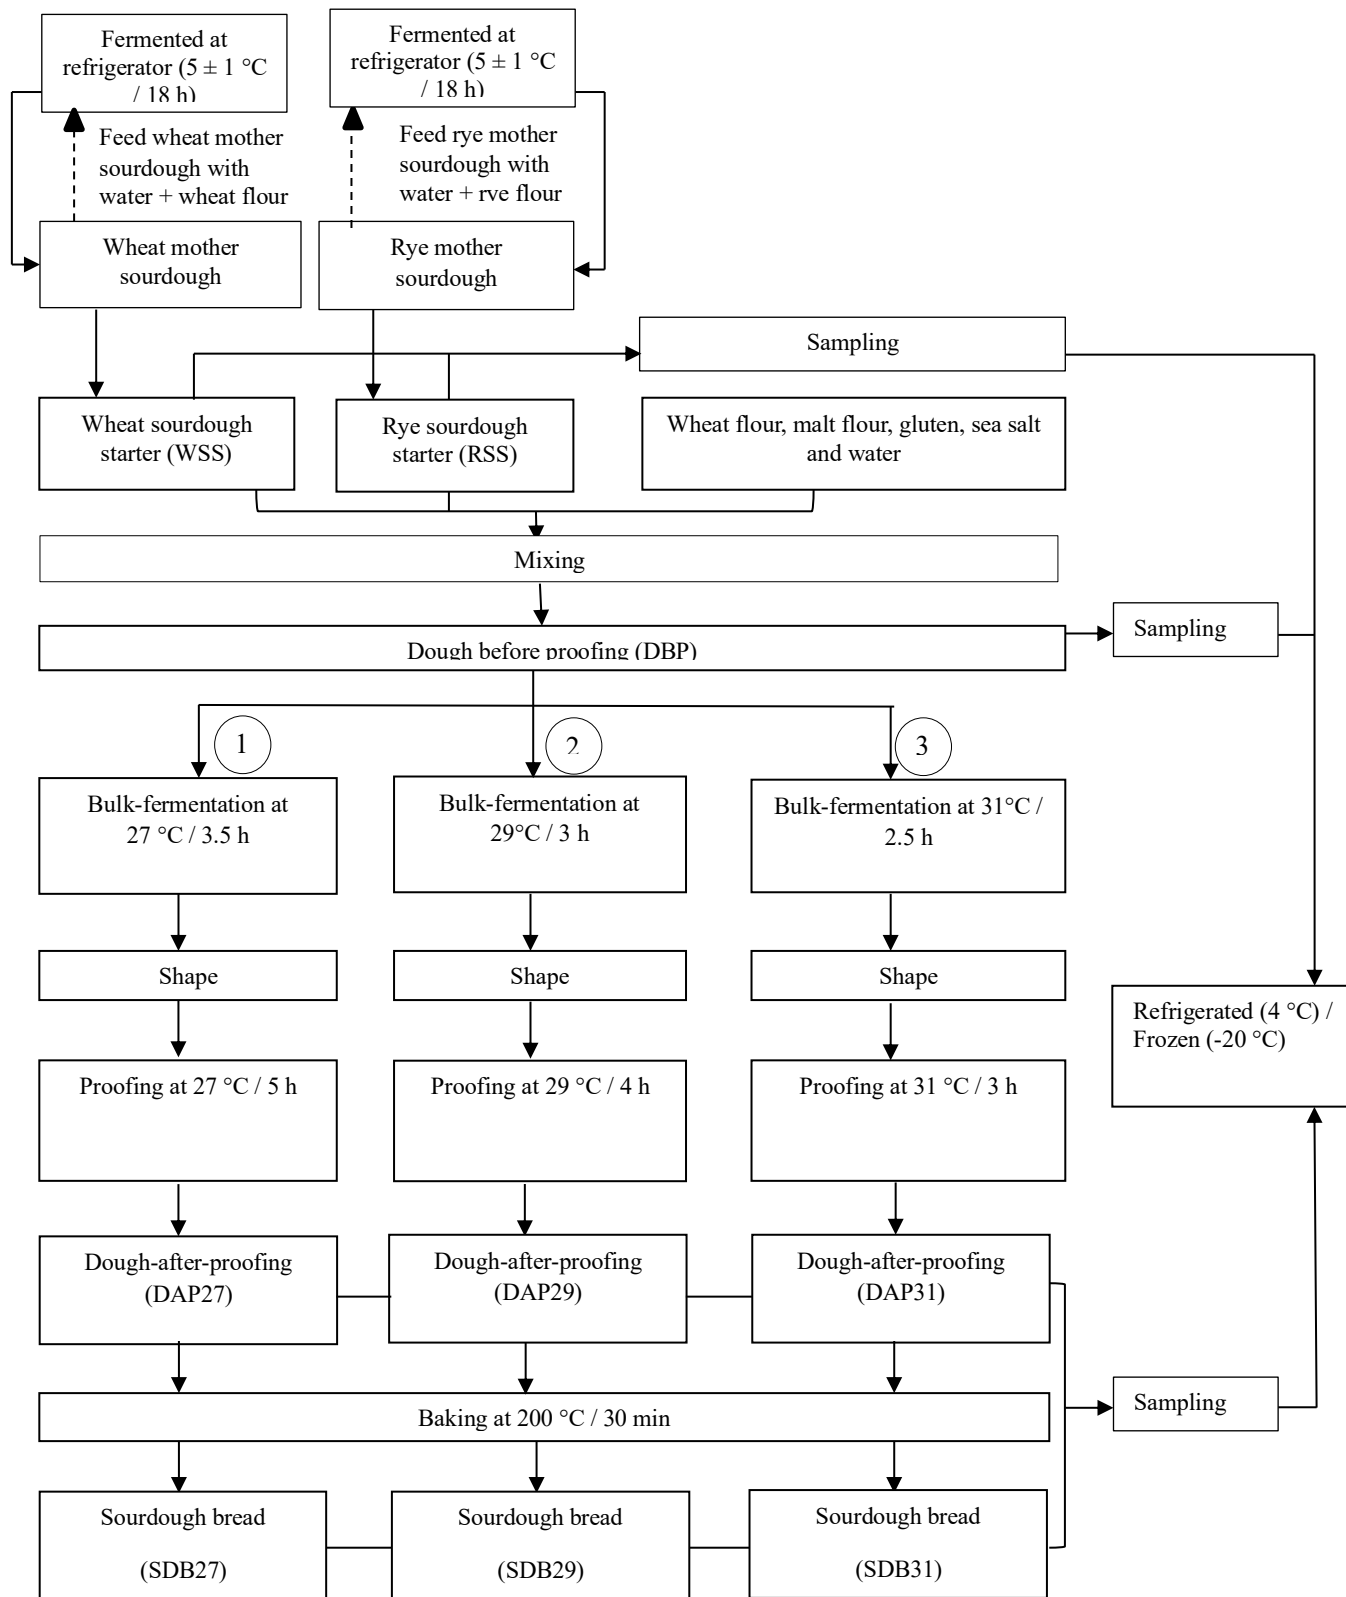 Fermented at
refrigerator (5 ± 1 °C
/ 18 h)
Fermented at
refrigerator (5 ± 1 °C
/ 18 h)
Feed wheat mother
sourdough with
water + wheat flour
Feed rye mother
sourdough with
water + rye flour
Wheat mother
sourdough
Rye mother
sourdough
Sampling
Wheat sourdough
starter (WSS)
Rye sourdough
starter (RSS)
Wheat flour, malt flour, gluten, sea salt
and water
Mixing
Dough before proofing (DBP)
Sampling
1
2
3
Bulk-fermentation at
27 °C / 3.5 h
Bulk-fermentation at
29°C / 3 h
Bulk-fermentation at 31°C /
2.5 h
Shape
Shape
Shape
Refrigerated (4 °C) /
Frozen (-20 °C)
Proofing at 27 °C / 5 h
Proofing at 29 °C / 4 h
Proofing at 31 °C / 3 h
Dough-after-proofing
(DAP27)
Dough-after-proofing
(DAP29)
Dough-after-proofing
(DAP31)
Baking at 200 °C / 30 min
Sampling
Sourdough bread
(SDB27)
Sourdough bread
(SDB29)
Sourdough bread
(SDB31)